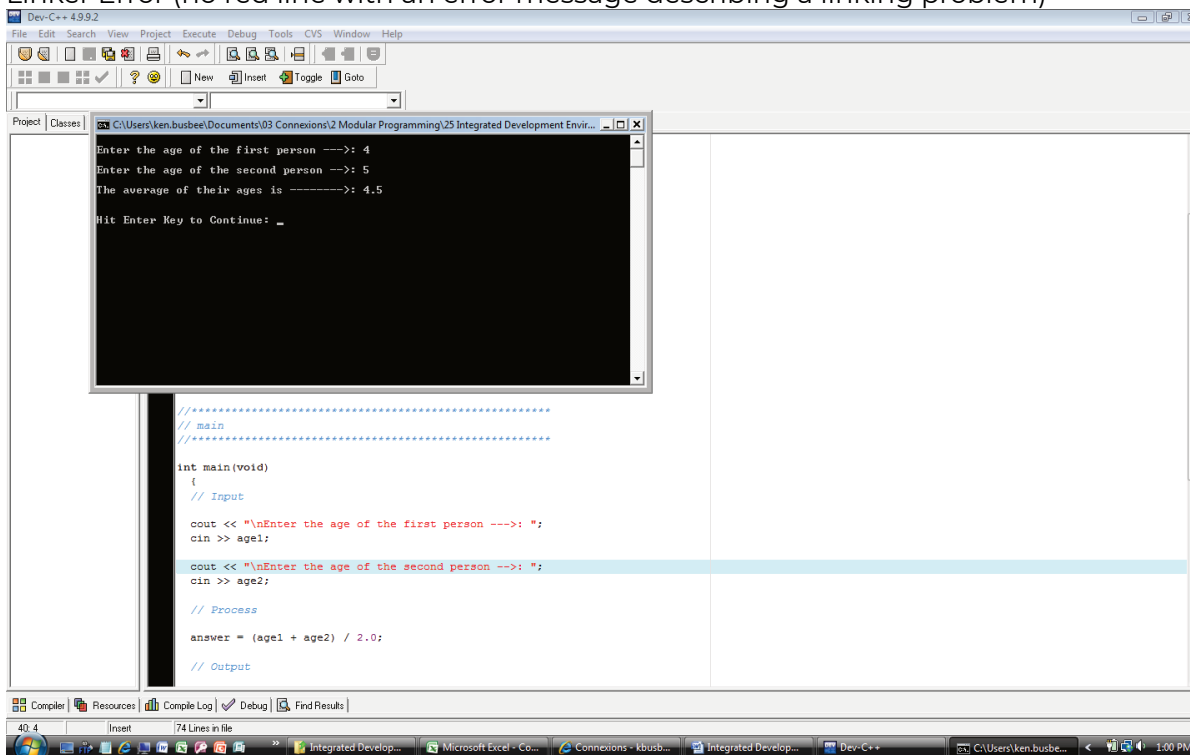 Linker Error (no red line with an error message describing a linking problem)
Dev-C++ 4.9.9.2
File Edit Search View Project Execute Debug Tools CVS Window Help
New Insert Toggle Goto
Project Classes
C:\Users\ken.busbee\Documents\03 Connexions\2 Modular Programming\25 Integrated Development Envir...
Enter the age of the first person --->: 4
Enter the age of the second person -->: 5
The average of their ages is -------->: 4.5
Hit Enter Key to Continue: _
//******************************************************
// main
//******************************************************
int main(void)
{
// Input
cout << "\nEnter the age of the first person --->: ";
cin >> age1;
cout << "\nEnter the age of the second person -->: ";
cin >> age2;
// Process
answer = (age1 + age2) / 2.0;
// Output
Compiler Resources Compile Log Debug Find Results
40: 4 Insert 74 Lines in file
Integrated Develop... Microsoft Excel - Co... Connexions - kbusb... Integrated Develop... Dev-C++ C:\Users\ken.busbe... 1:00 PM